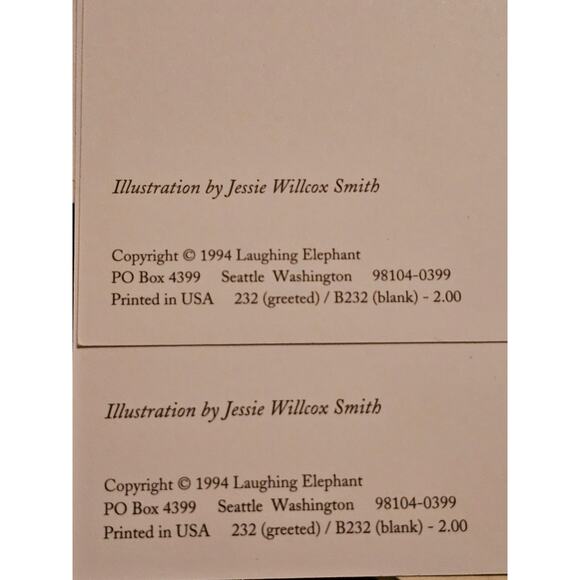 Illustration by Jessie Willcox Smith
Copyright © 1994 Laughing Elephant
PO Box 4399 Seattle Washington 98104-0399
Printed in USA 232 (greeted) / B232 (blank) - 2.00
Illustration by Jessie Willcox Smith
Copyright © 1994 Laughing Elephant
PO Box 4399 Seattle Washington 98104-0399
Printed in USA 232 (greeted) / B232 (blank) - 2.00